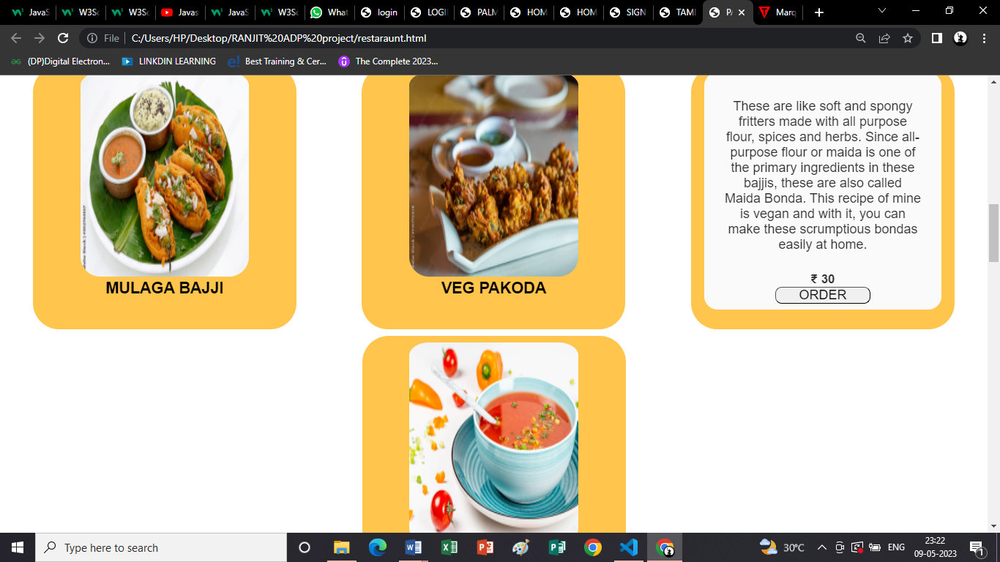 JavaS
W3Sc
W3Sc
Javas
JavaS
W3Sc
What
login
LOGI
PALM
HOM
HOM
SIGN
TAMI
PA
Marq
File
C:/Users/HP/Desktop/RANJIT%20ADP%20project/restaraunt.html
(DP)Digital Electron...
LINKDIN LEARNING
Best Training & Cer...
The Complete 2023...
MULAGA BAJJI
VEG PAKODA
These are like soft and spongy
fritters made with all purpose
flour, spices and herbs. Since all-
purpose flour or maida is one of
the primary ingredients in these
bajjis, these are also called
Maida Bonda. This recipe of mine
is vegan and with it, you can
make these scrumptious bondas
easily at home.
₹ 30
ORDER
Type here to search
30°C
ENG
23:22
09-05-2023
1